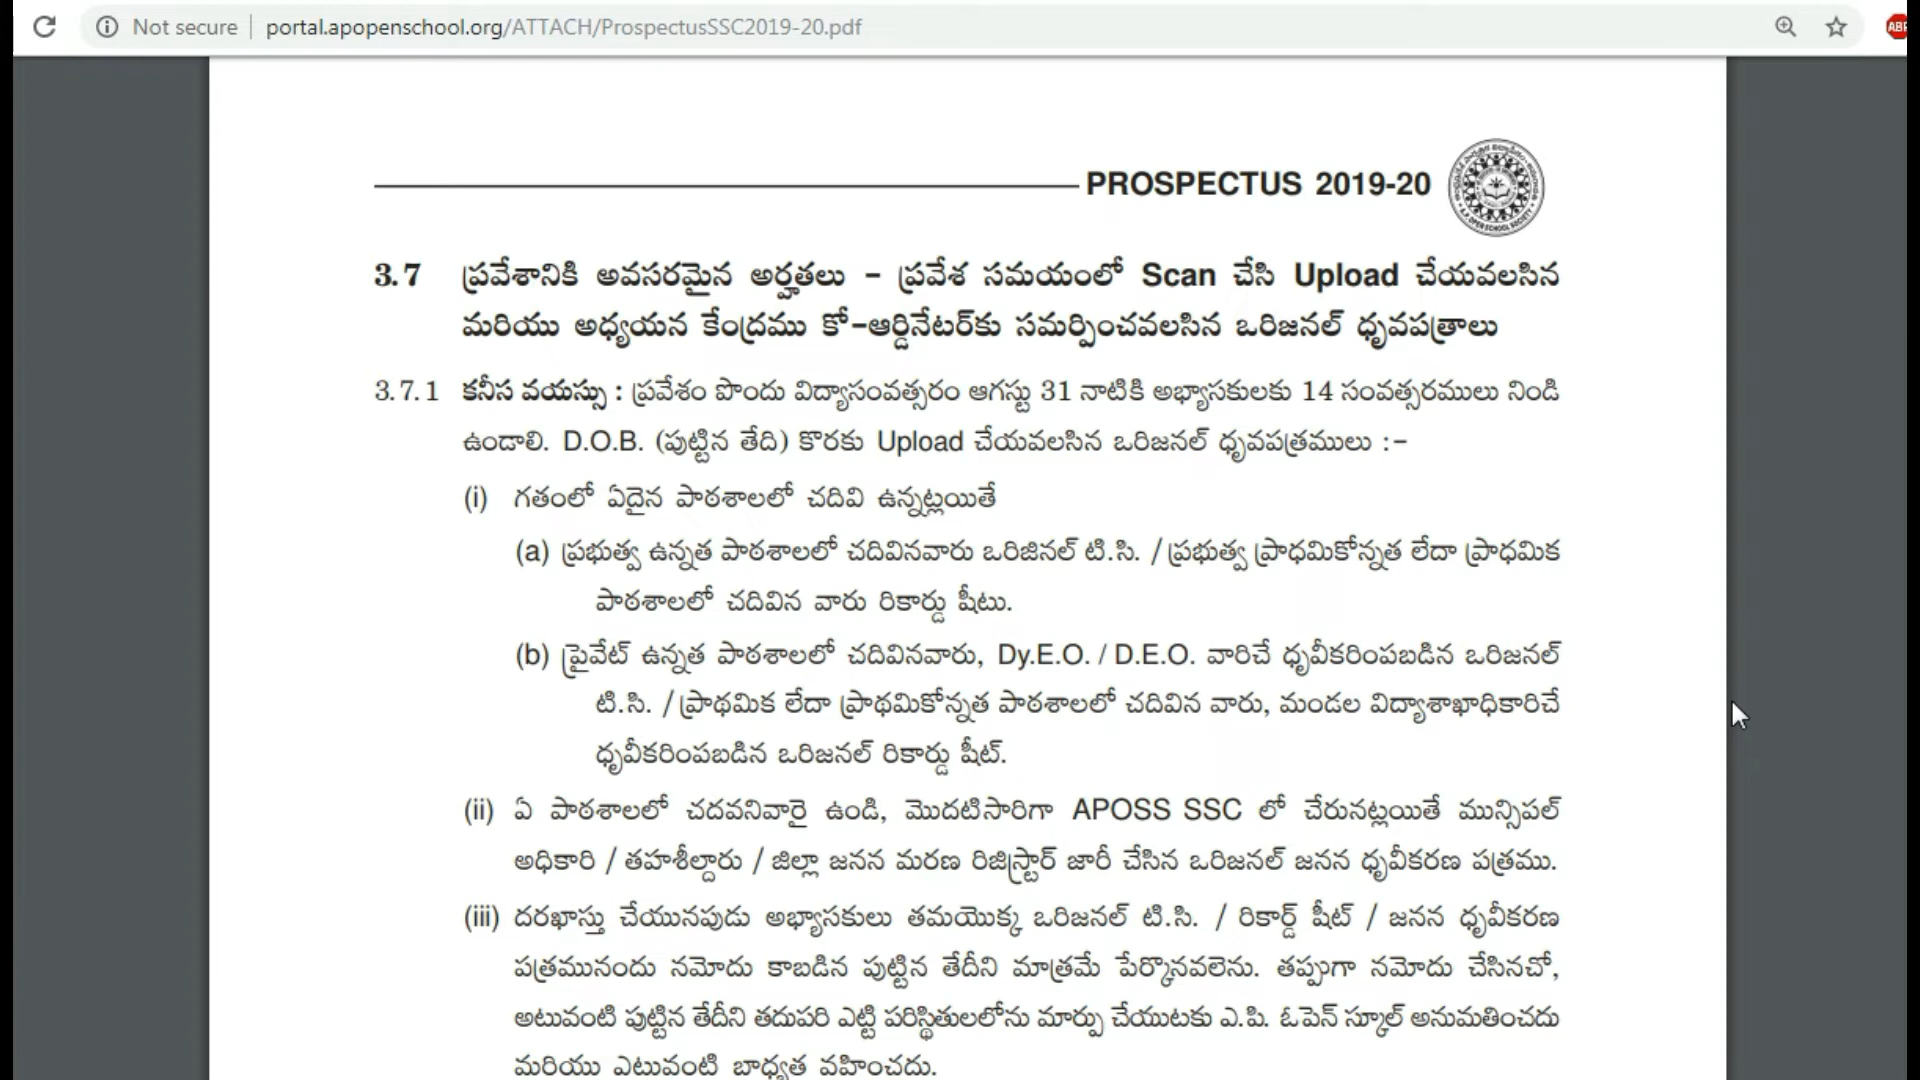 Not secure
portal.apopenschool.org/ATTACH/ProspectusSSC2019-20.pdf
ABP
PROSPECTUS 2019-20
3.7 ప్రవేశానికి అవసరమైన అర్హతలు – ప్రవేశ సమయంలో Scan చేసి Upload చేయవలసిన
మరియు అధ్యయన కేంద్రము కో-ఆర్డినేటర్‌కు సమర్పించవలసిన ఒరిజనల్ ధృవపత్రాలు
3.7.1 కనీస వయస్సు : ప్రవేశం పొందు విద్యాసంవత్సరం ఆగస్టు 31 నాటికి అభ్యాసకులకు 14 సంవత్సరములు నిండి
ఉండాలి. D.O.B. (పుట్టిన తేది) కొరకు Upload చేయవలసిన ఒరిజనల్ ధృవపత్రములు :–
(i) గతంలో ఏదైన పాఠశాలలో చదివి ఉన్నట్లయితే
(a) ప్రభుత్వ ఉన్నత పాఠశాలలో చదివినవారు ఒరిజినల్ టి.సి. / ప్రభుత్వ ప్రాధమికోన్నత లేదా ప్రాధమిక
పాఠశాలలో చదివిన వారు రికార్డు షీటు.
(b) ప్రైవేట్ ఉన్నత పాఠశాలలో చదివినవారు, Dy.E.O. / D.E.O. వారిచే ధృవీకరింపబడిన ఒరిజనల్
టి.సి. / ప్రాథమిక లేదా ప్రాథమికోన్నత పాఠశాలలో చదివిన వారు, మండల విద్యాశాఖాధికారిచే
ధృవీకరింపబడిన ఒరిజనల్ రికార్డు షీట్.
(ii) ఏ పాఠశాలలో చదవనివారై ఉండి, మొదటిసారిగా APOSS SSC లో చేరునట్లయితే మున్సిపల్
అధికారి / తహశీల్దారు / జిల్లా జనన మరణ రిజిస్ట్రార్ జారీ చేసిన ఒరిజనల్ జనన ధృవీకరణ పత్రము.
(iii) దరఖాస్తు చేయునపుడు అభ్యాసకులు తమయొక్క ఒరిజనల్ టి.సి. / రికార్డ్ షీట్ / జనన ధృవీకరణ
పత్రమునందు నమోదు కాబడిన పుట్టిన తేదీని మాత్రమే పేర్కొనవలెను. తప్పుగా నమోదు చేసినచో,
అటువంటి పుట్టిన తేదీని తదుపరి ఎట్టి పరిస్థితులలోను మార్పు చేయుటకు ఎ.పి. ఓపెన్ స్కూల్ అనుమతించదు
మరియు ఎటువంటి బాధ్యత వహించదు.